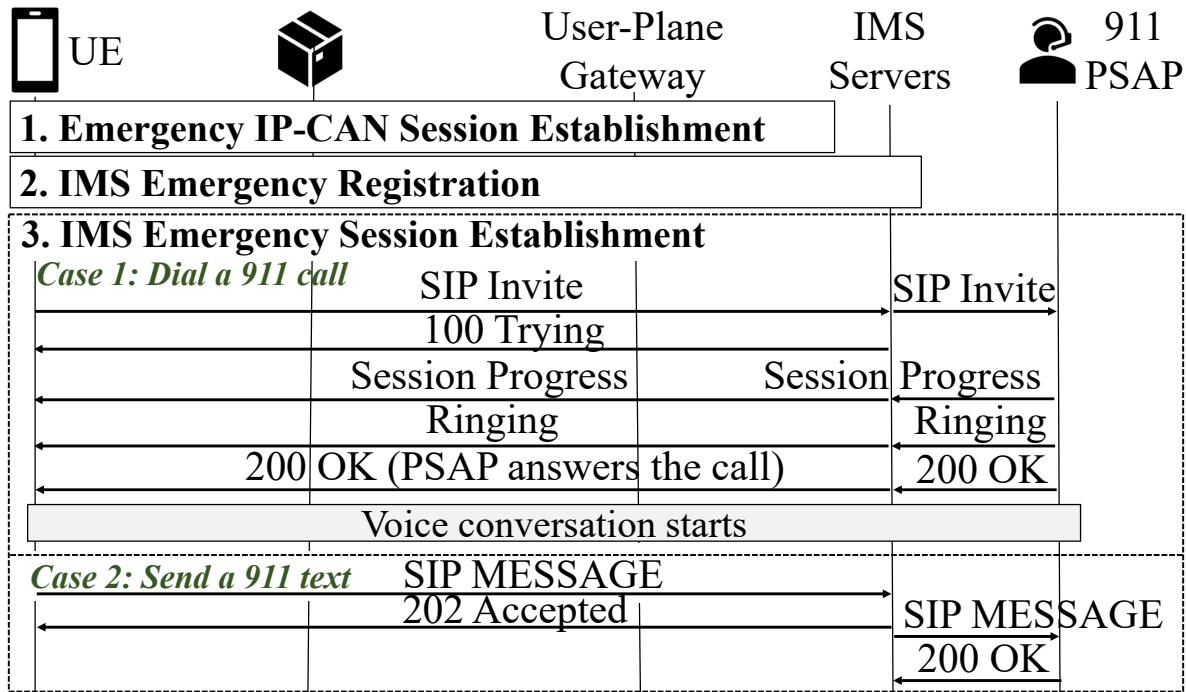 UE
User-Plane
Gateway
IMS
Servers
911
PSAP
1. Emergency IP-CAN Session Establishment
2. IMS Emergency Registration
3. IMS Emergency Session Establishment
Case 1: Dial a 911 call
SIP Invite
SIP Invite
100 Trying
Session Progress
Session Progress
Ringing
Ringing
200 OK (PSAP answers the call)
200 OK
Voice conversation starts
Case 2: Send a 911 text
SIP MESSAGE
202 Accepted
SIP MESSAGE
200 OK